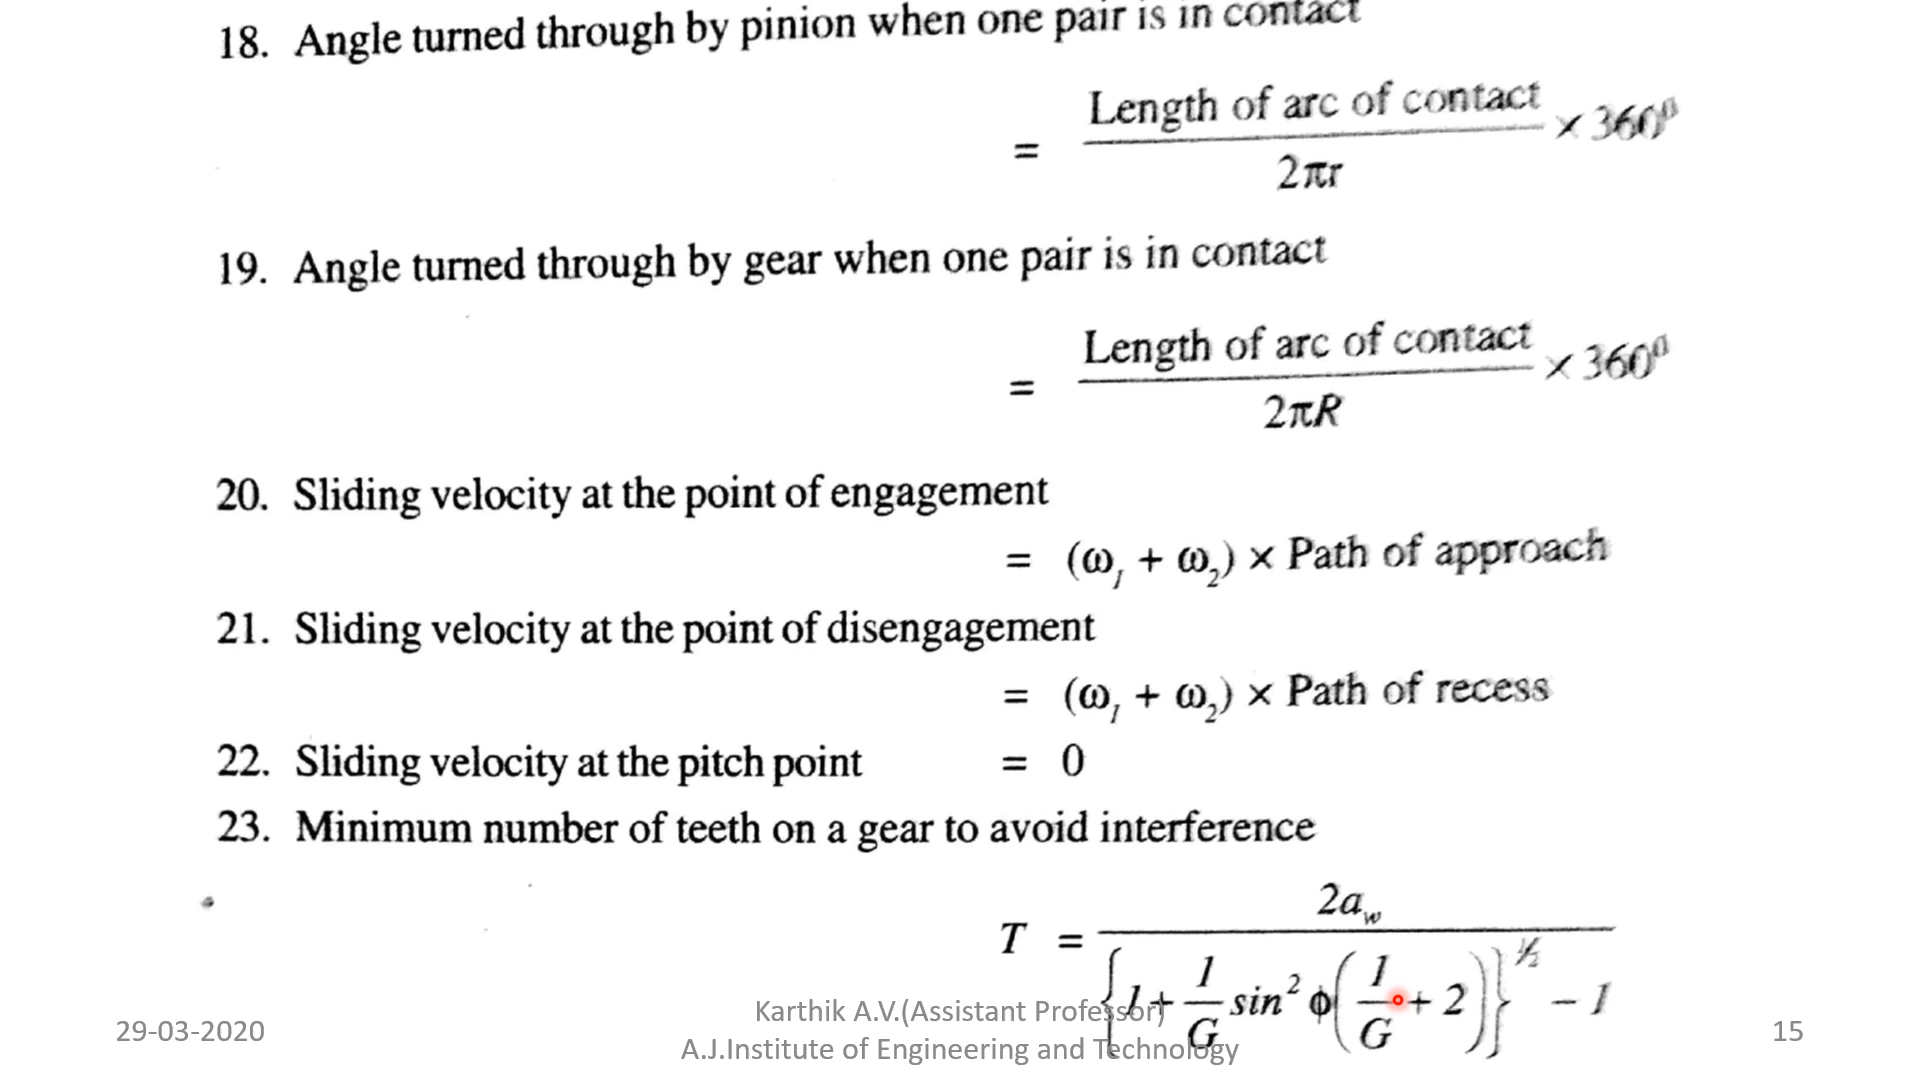 18. Angle turned through by pinion when one pair is in contact
= Length of arc of contact / 2πr × 360⁰
19. Angle turned through by gear when one pair is in contact
= Length of arc of contact / 2πR × 360⁰
20. Sliding velocity at the point of engagement
= (ω₁ + ω₂) × Path of approach
21. Sliding velocity at the point of disengagement
= (ω₁ + ω₂) × Path of recess
22. Sliding velocity at the pitch point = 0
23. Minimum number of teeth on a gear to avoid interference
T = 2a_w / {1 + 1/G sin² ϕ (1/G + 2)}^½ − 1
29-03-2020
Karthik A.V.(Assistant Professor)
A.J.Institute of Engineering and Technology
15